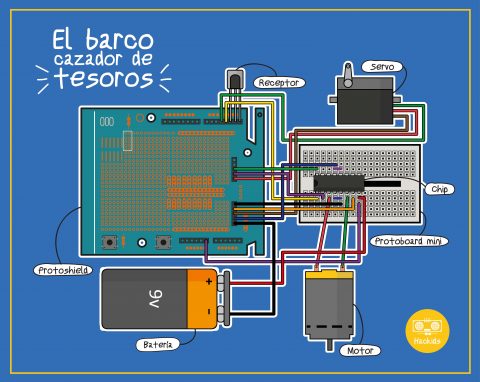 El barco
cazador de
tesoros
Receptor
Servo
Chip
Protoboard mini
Protoshield
9V
+
-
Batería
Motor
Hackids